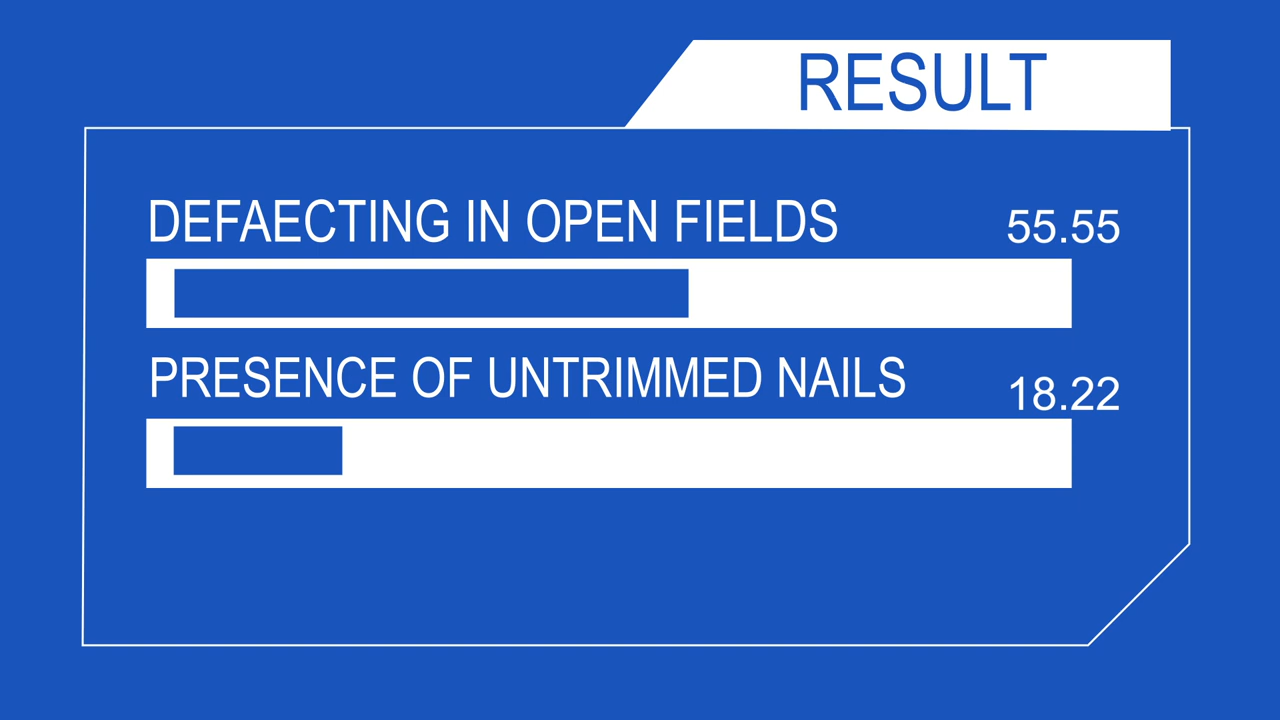 RESULT
DEFAECTING IN OPEN FIELDS 55.55
PRESENCE OF UNTRIMMED NAILS 18.22